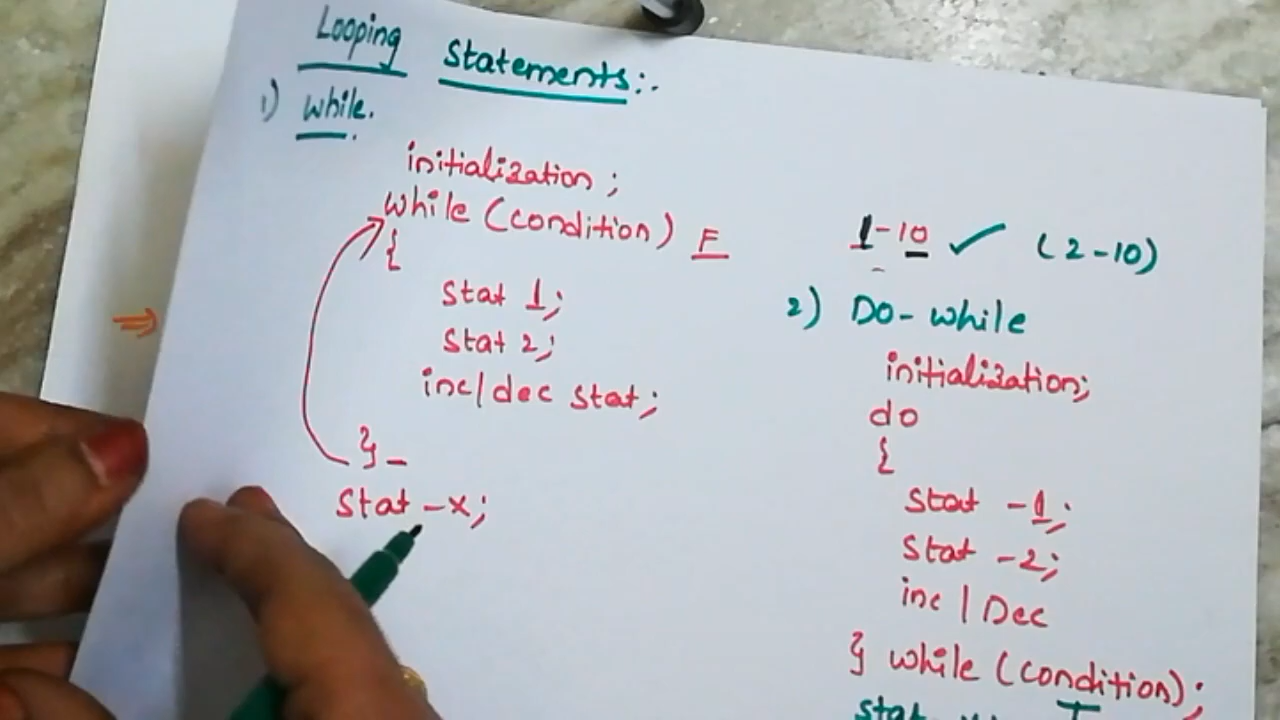 Looping Statements:.
1) While.
initialization;
while (condition) F
{
Stat 1;
Stat 2;
inc/dec Stat;
}
Stat-x;
1-10 ✓ (2-10)
2) Do-while
initialization;
do
{
Stat -1;
Stat -2;
inc / Dec
} while (condition);
T